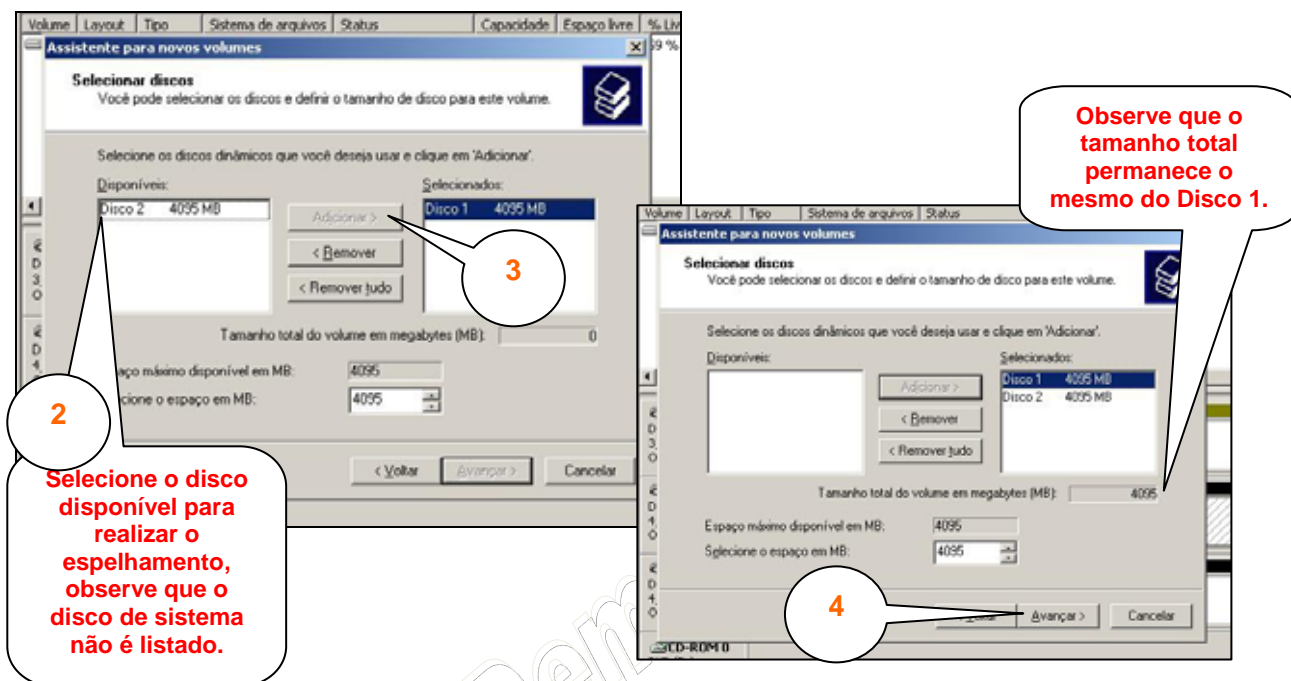 Volume Layout Tipo Sistema de arquivos Status Capacidade Espaço livre % Liv
Assistente para novos volumes
59 %
Selecionar discos
Você pode selecionar os discos e definir o tamanho de disco para este volume.
Selecione os discos dinâmicos que você deseja usar e clique em 'Adicionar'.
Disponíveis:
Selecionados:
Disco 2 4095 MB
Adicionar >
Disco 1 4095 MB
< Remover
< Remover tudo
3
Tamanho total do volume em megabytes (MB): 0
aço máximo disponível em MB: 4095
cione o espaço em MB: 4095
< Voltar Avançar > Cancelar
2
Selecione o disco
disponível para
realizar o
espelhamento,
observe que o
disco de sistema
não é listado.
Observe que o
tamanho total
permanece o
mesmo do Disco 1.
Volume Layout Tipo Sistema de arquivos Status
Assistente para novos volumes
Selecionar discos
Você pode selecionar os discos e definir o tamanho de disco para este volume.
Selecione os discos dinâmicos que você deseja usar e clique em 'Adicionar'.
Disponíveis:
Selecionados:
Adicionar >
Disco 1 4095 MB
Disco 2 4095 MB
< Remover
< Remover tudo
Tamanho total do volume em megabytes (MB): 4095
Espaço máximo disponível em MB: 4095
Selecione o espaço em MB: 4095
4
Avançar > Cancelar
CD-ROM 0
Dem